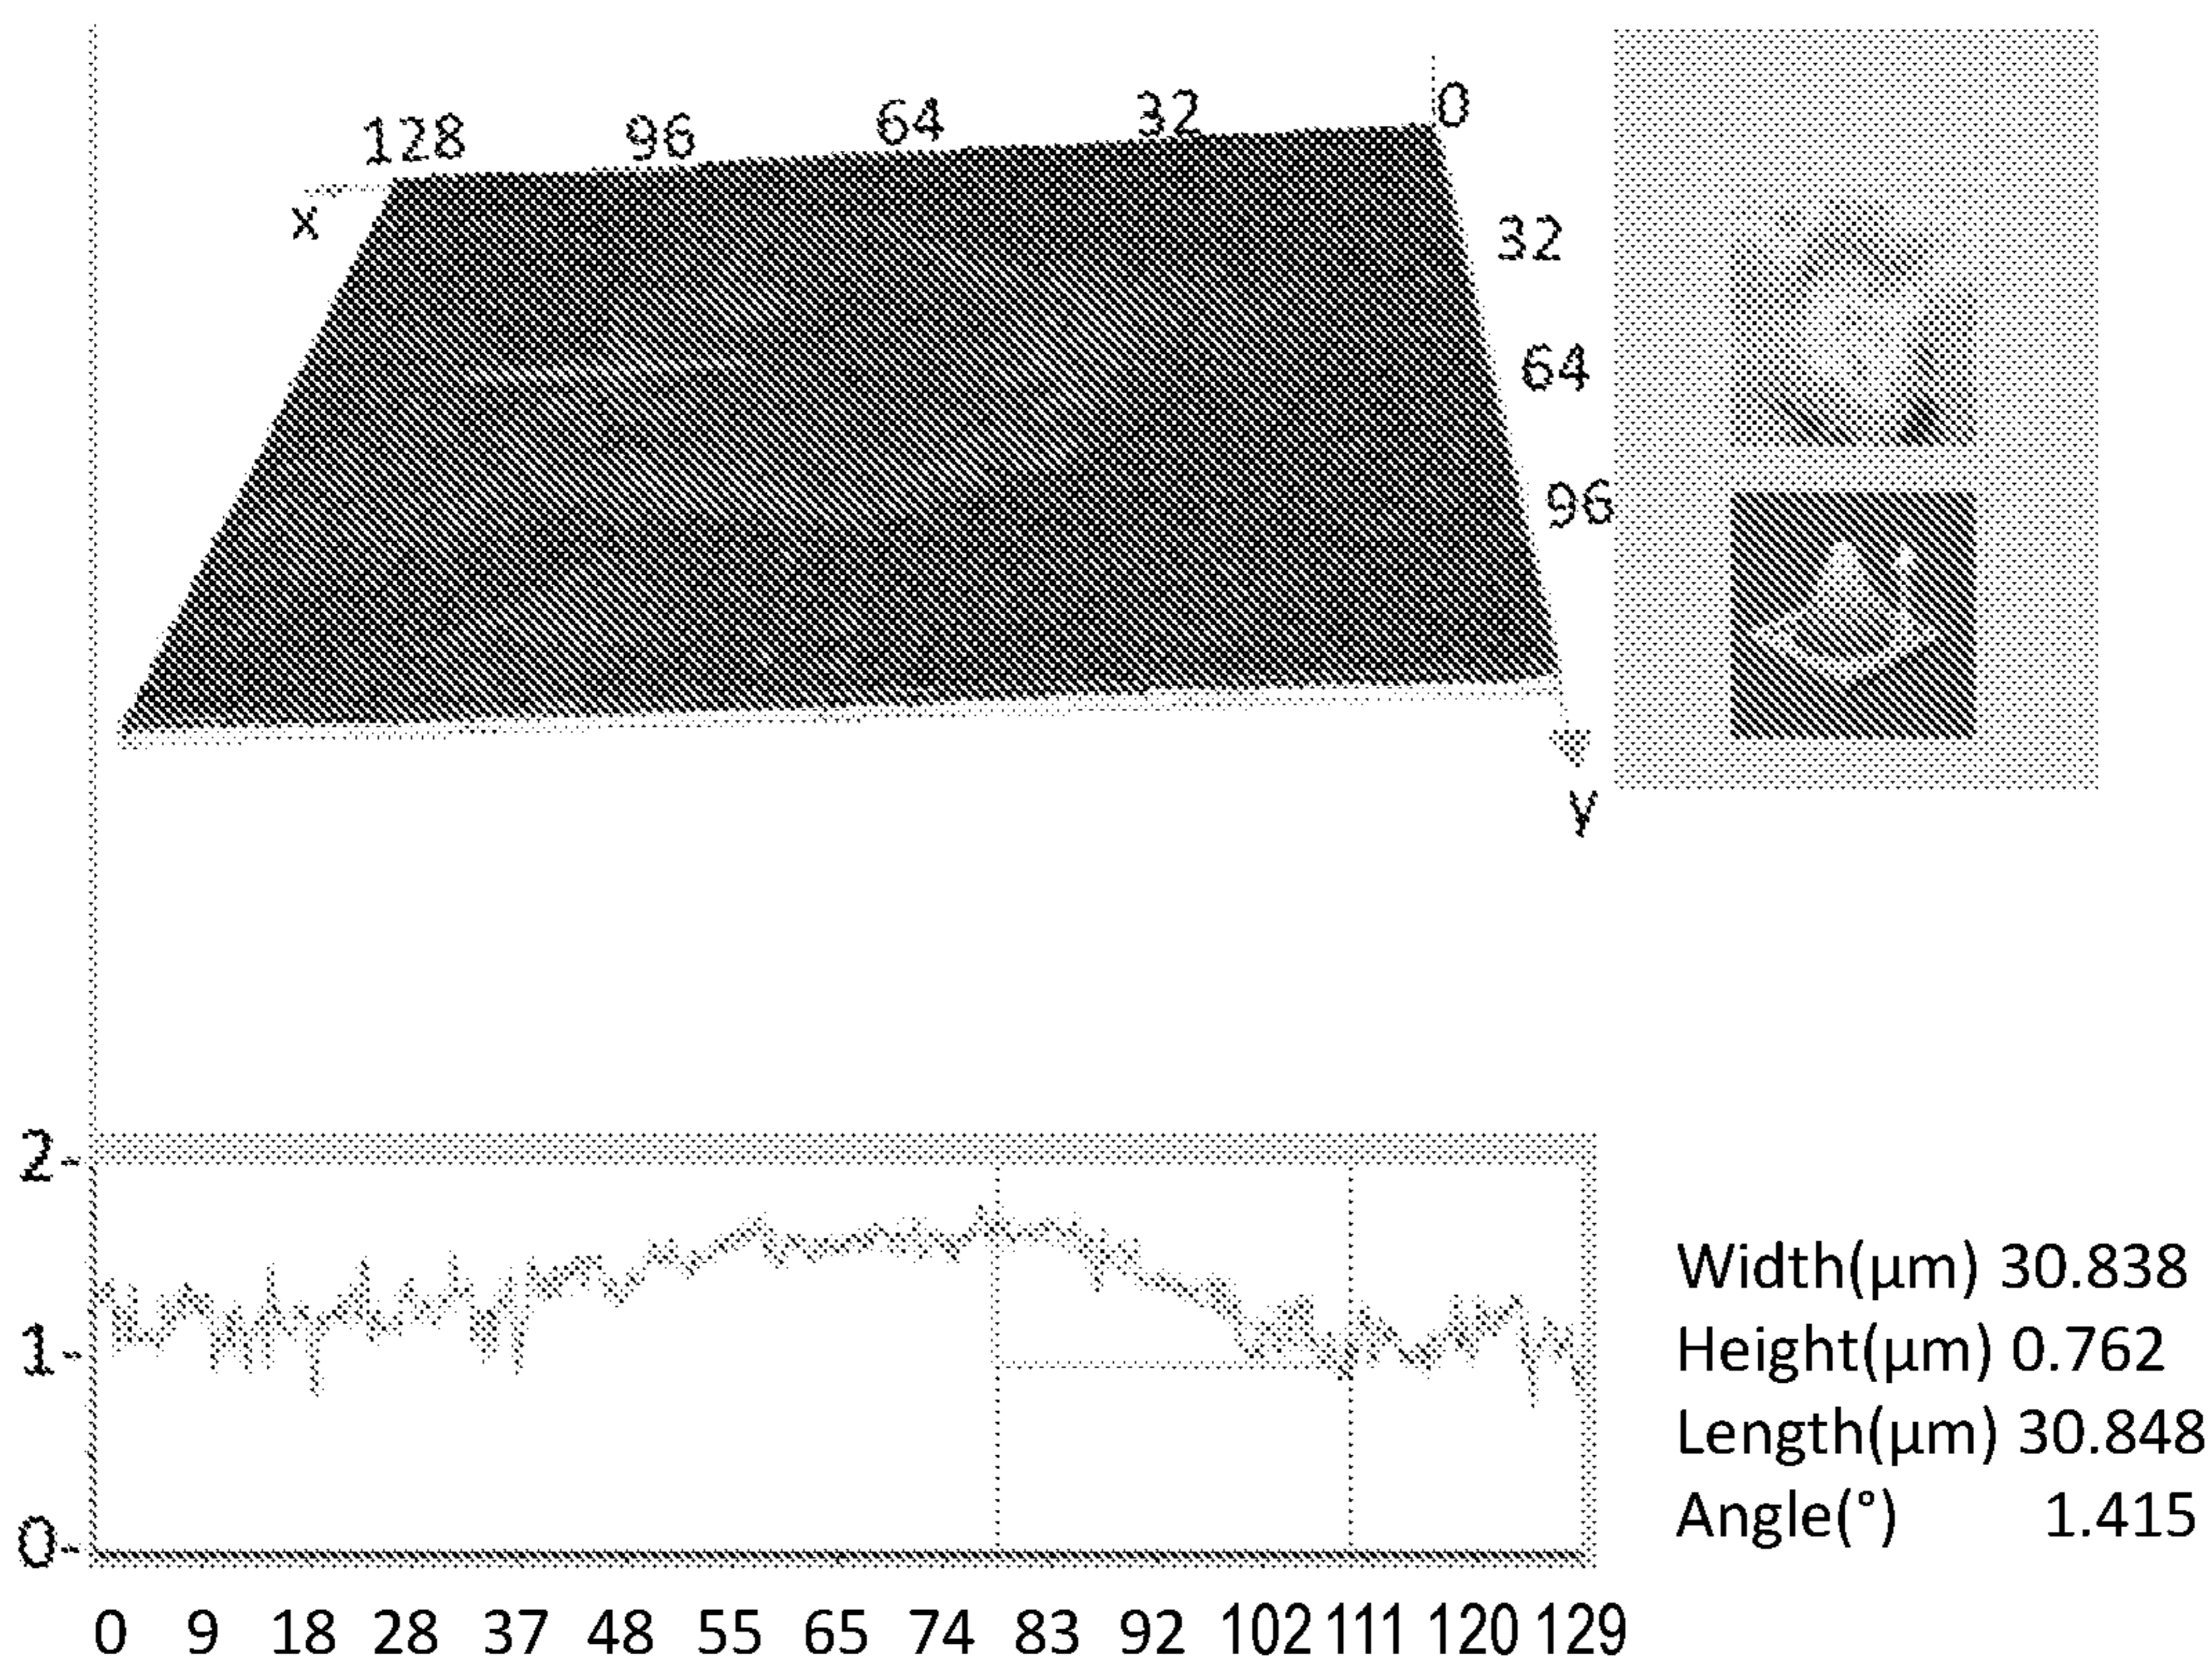 128 96 64 32 0
x
32
64
96
y
2-
1-
0-
0 9 18 28 37 48 55 65 74 83 92 102 111 120 129
Width(μm) 30.838
Height(μm) 0.762
Length(μm) 30.848
Angle(°) 1.415